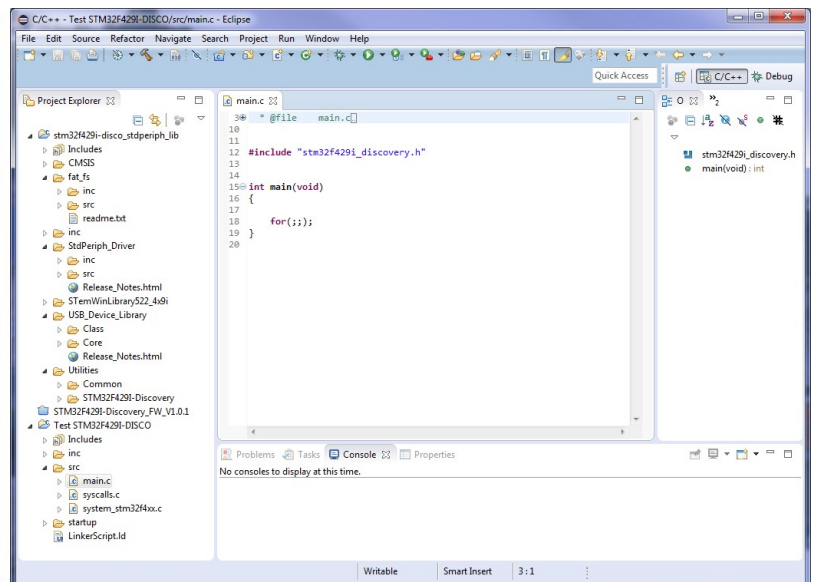 C/C++ - Test STM32F429I-DISCO/src/main.c - Eclipse
File Edit Source Refactor Navigate Search Project Run Window Help
Quick Access
C/C++
Debug
Project Explorer
stm32f429i-disco_stdperiph_lib
Includes
CMSIS
fat_fs
inc
src
readme.txt
inc
StdPeriph_Driver
inc
src
Release_Notes.html
STemWinLibrary522_4x9i
USB_Device_Library
Class
Core
Release_Notes.html
Utilities
Common
STM32F429I-Discovery
STM32F429I-Discovery_FW_V1.0.1
Test STM32F429I-DISCO
Includes
inc
src
main.c
syscalls.c
system_stm32f4xx.c
startup
LinkerScript.ld
main.c
3 * @file main.c
10
11
12 #include "stm32f429i_discovery.h"
13
14
15 int main(void)
16 {
17
18 for(;;);
19 }
20
O
»2
stm32f429i_discovery.h
main(void) : int
Problems Tasks Console Properties
No consoles to display at this time.
Writable Smart Insert 3 : 1